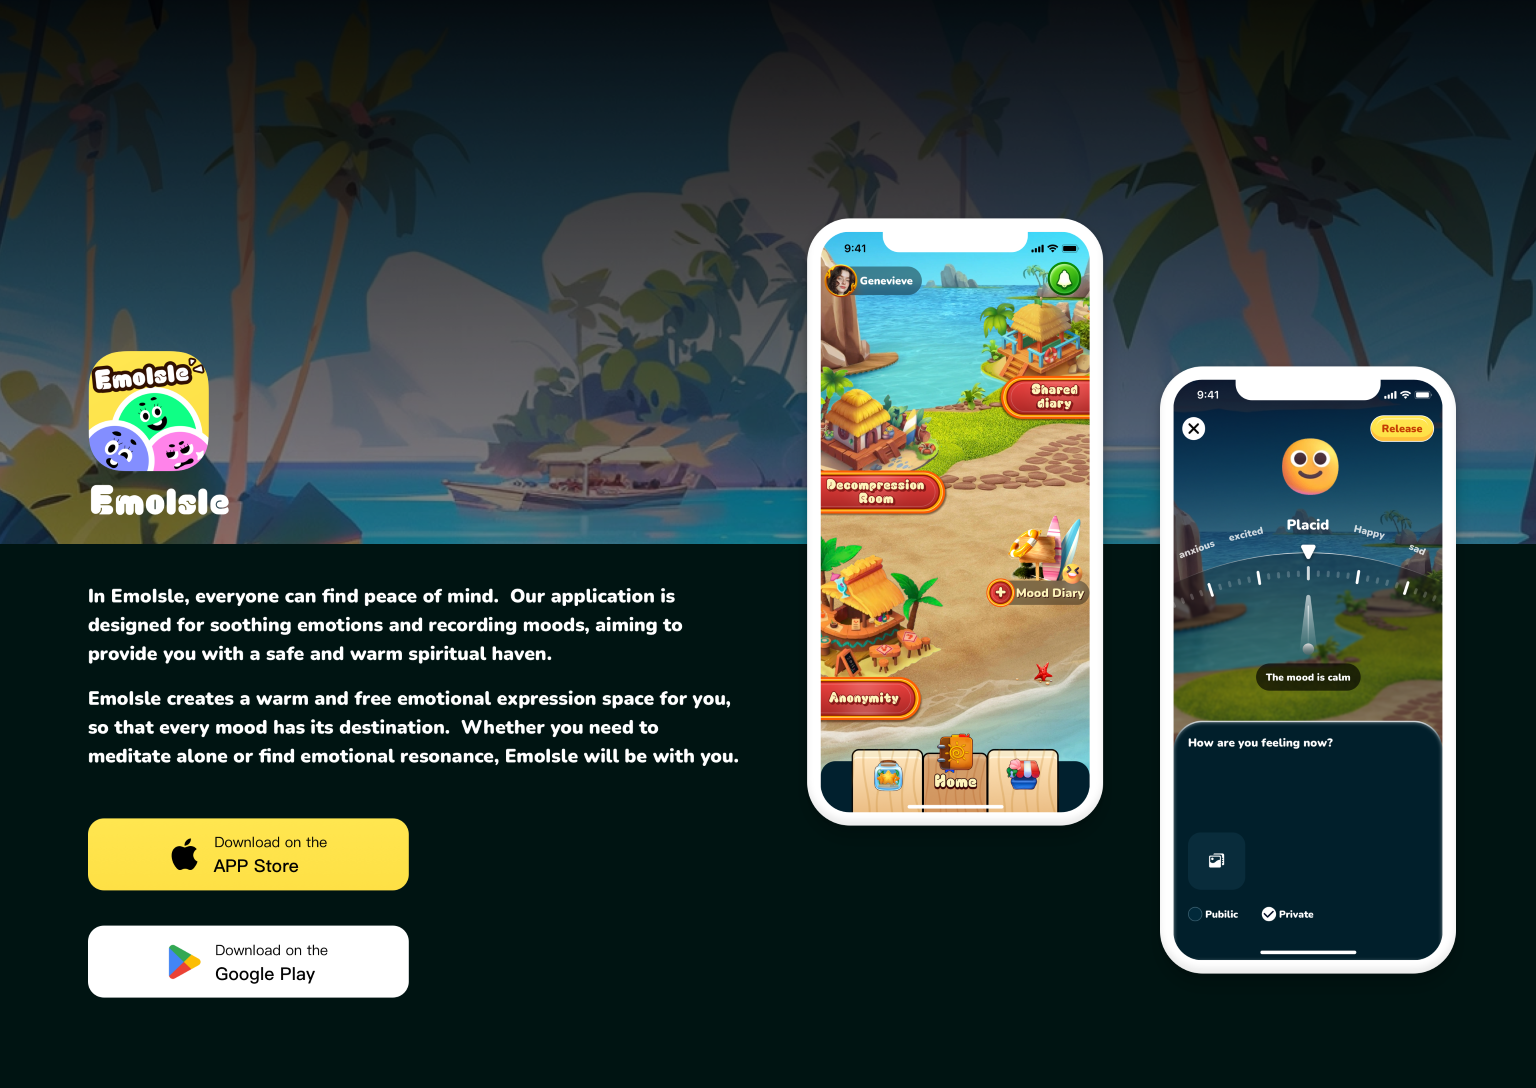 EmoIsle
EmoIsle
In EmoIsle, everyone can find peace of mind.  Our application is
designed for soothing emotions and recording moods, aiming to
provide you with a safe and warm spiritual haven.
EmoIsle creates a warm and free emotional expression space for you,
so that every mood has its destination.  Whether you need to
meditate alone or find emotional resonance, EmoIsle will be with you.
Download on the
APP Store
Download on the
Google Play
9:41
Genevieve
Shared
diary
Decompression
Room
Mood Diary
Anonymity
Home
9:41
Release
Placid
anxious
excited
Happy
sad
The mood is calm
How are you feeling now?
Pubilic
Private